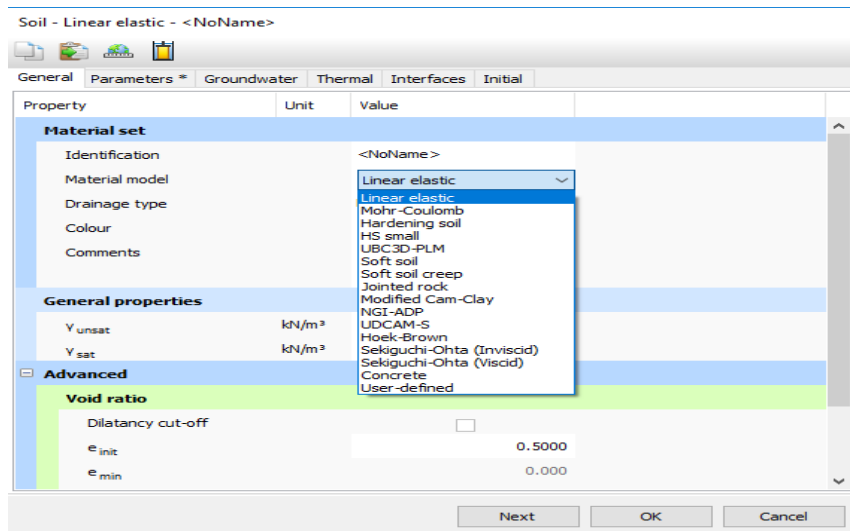 Soil - Linear elastic - <NoName>
General Parameters * Groundwater Thermal Interfaces Initial
Property Unit Value
Material set
Identification <NoName>
Material model Linear elastic
Drainage type
Colour
Comments
Linear elastic
Mohr-Coulomb
Hardening soil
HS small
UBC3D-PLM
Soft soil
Soft soil creep
Jointed rock
Modified Cam-Clay
NGI-ADP
UDCAM-S
Hoek-Brown
Sekiguchi-Ohta (Inviscid)
Sekiguchi-Ohta (Viscid)
Concrete
User-defined
General properties
γ unsat kN/m³
γ sat kN/m³
Advanced
Void ratio
Dilatancy cut-off
e init 0.5000
e min 0.000
Next OK Cancel